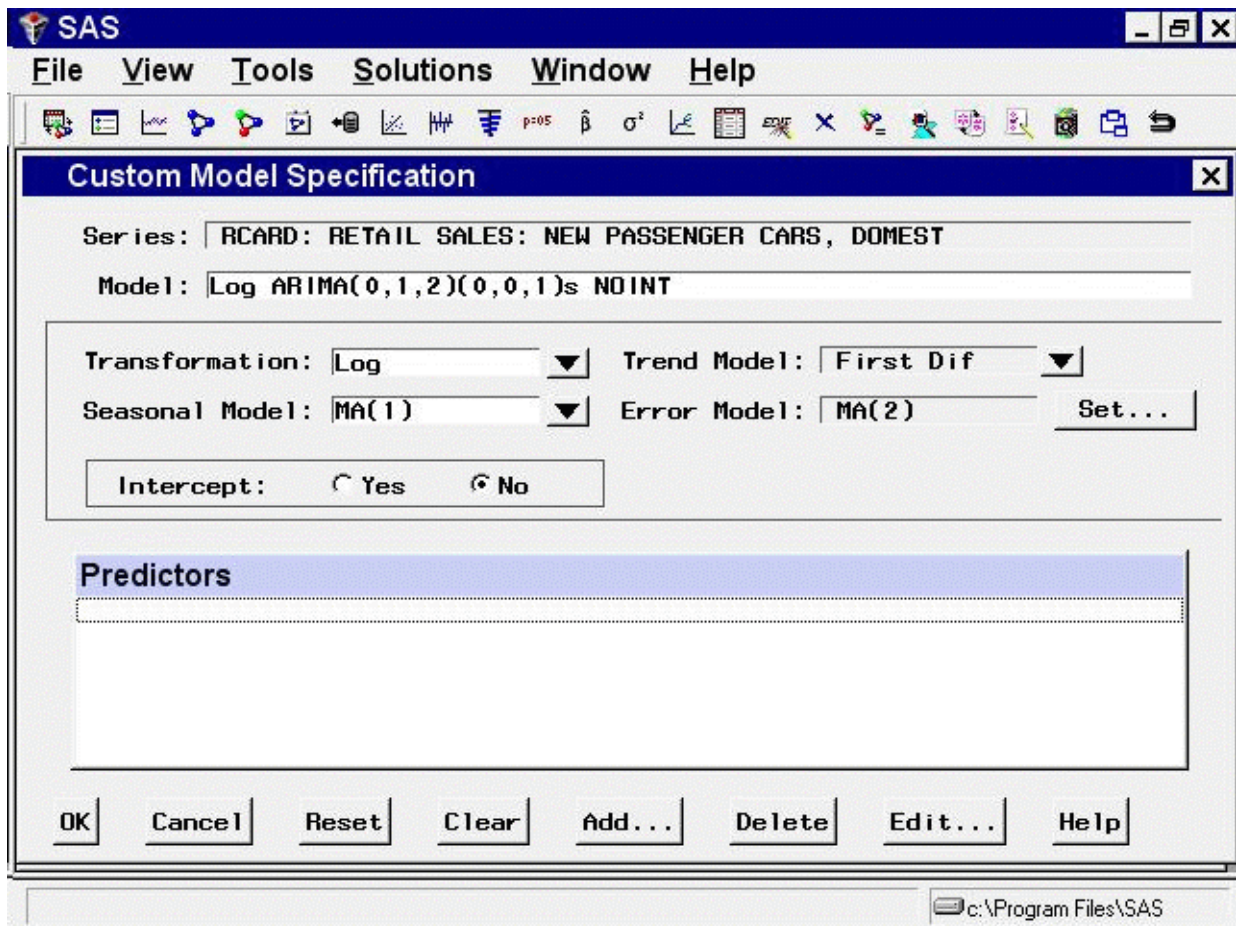 SAS
File View Tools Solutions Window Help
p=05 β̂ σ² EDIT
Custom Model Specification
Series: RCARD: RETAIL SALES: NEW PASSENGER CARS, DOMEST
Model: Log ARIMA(0,1,2)(0,0,1)s NOINT
Transformation: Log Trend Model: First Dif
Seasonal Model: MA(1) Error Model: MA(2) Set...
Intercept: Yes No
Predictors
OK Cancel Reset Clear Add... Delete Edit... Help
c:\Program Files\SAS